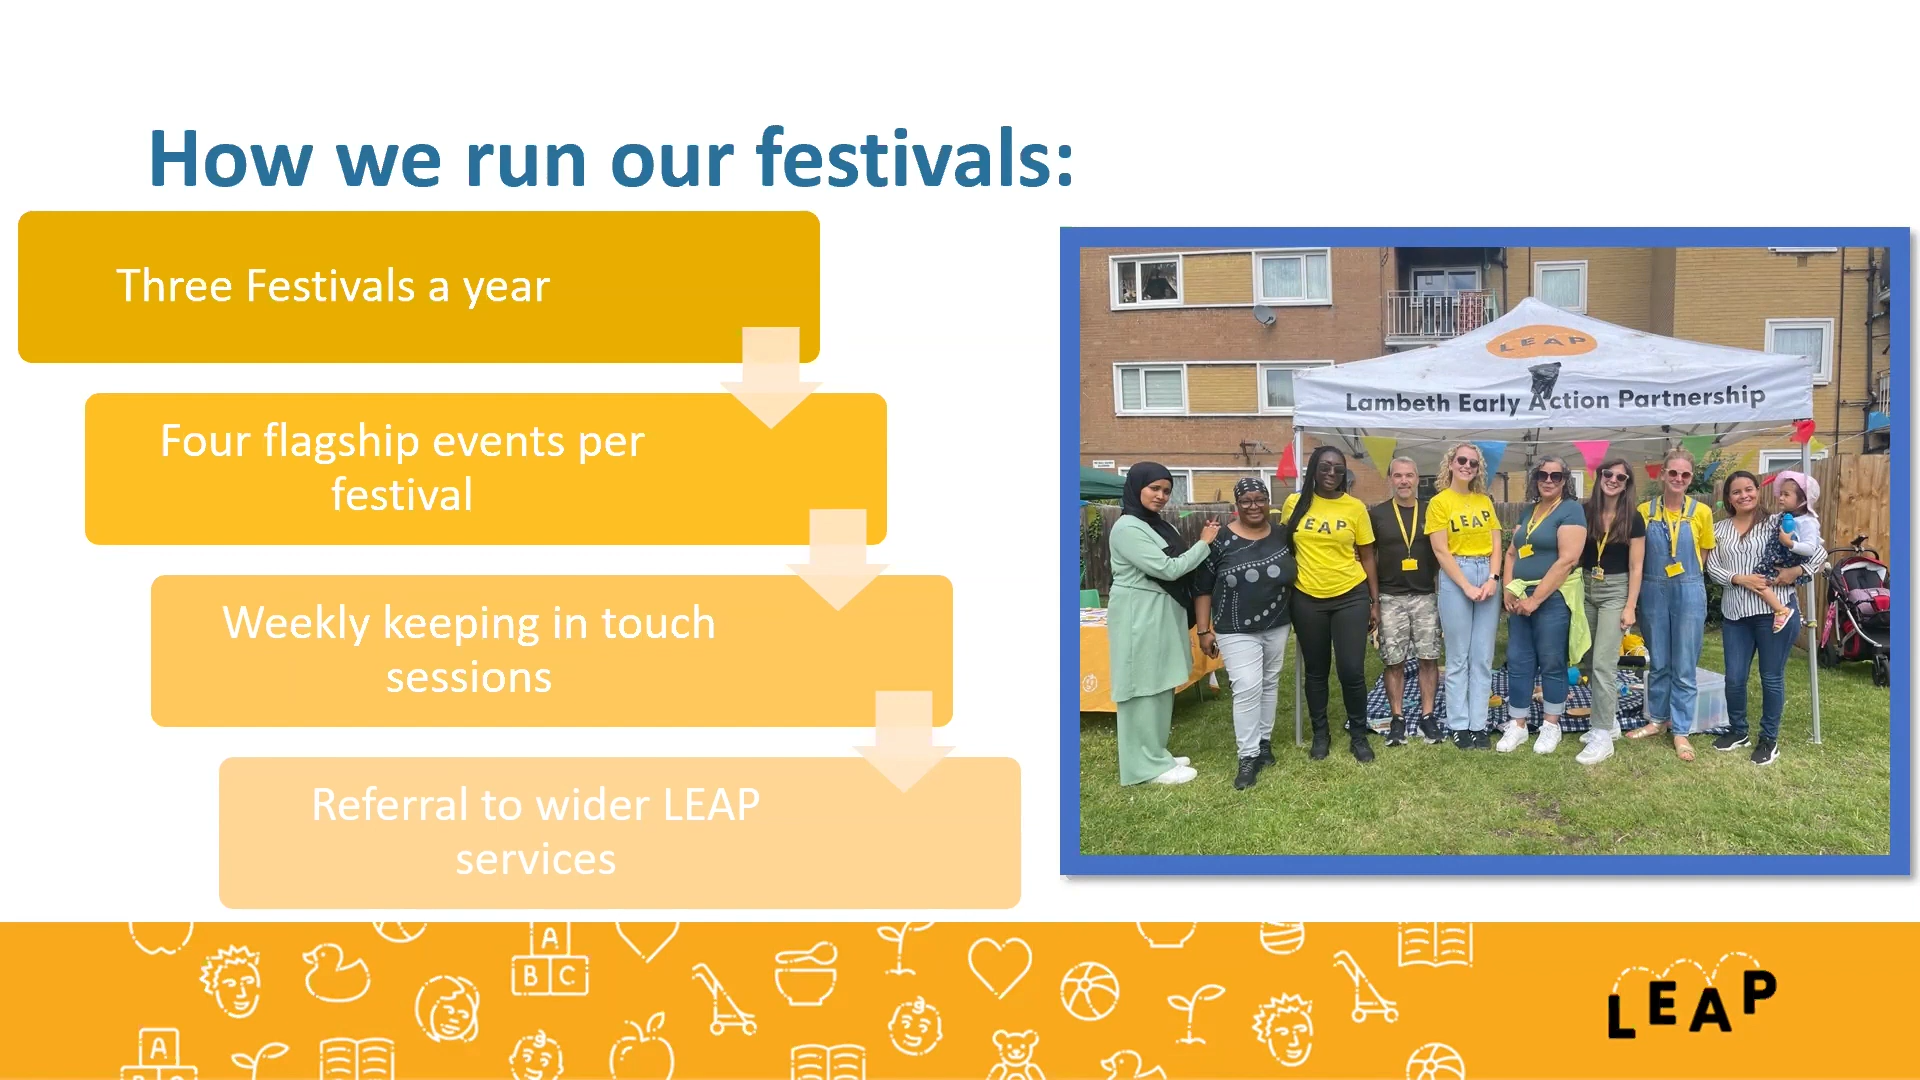 How we run our festivals:
Three Festivals a year
Four flagship events per
festival
Weekly keeping in touch
sessions
Referral to wider LEAP
services
LEAP
Lambeth Early Action Partnership
LEAP
LEAP
A
B C
A
LEAP